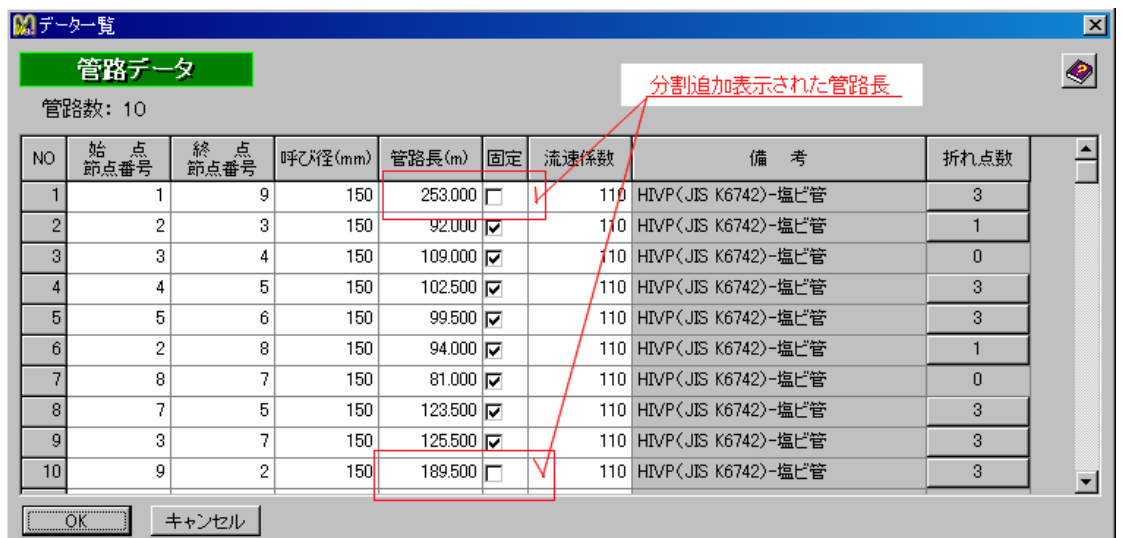 データ一覧
管路データ
分割追加表示された管路長
管路数: 10
NO 始 点 節点番号 終 点 節点番号 呼び径(mm) 管路長(m) 固定 流速係数 備 考 折れ点数
1 1 9 150 253.000 110 HIVP(JIS K6742)-塩ビ管 3
2 2 3 150 92.000 110 HIVP(JIS K6742)-塩ビ管 1
3 3 4 150 109.000 110 HIVP(JIS K6742)-塩ビ管 0
4 4 5 150 102.500 110 HIVP(JIS K6742)-塩ビ管 3
5 5 6 150 99.500 110 HIVP(JIS K6742)-塩ビ管 3
6 2 8 150 94.000 110 HIVP(JIS K6742)-塩ビ管 1
7 8 7 150 81.000 110 HIVP(JIS K6742)-塩ビ管 0
8 7 5 150 123.500 110 HIVP(JIS K6742)-塩ビ管 3
9 3 7 150 125.500 110 HIVP(JIS K6742)-塩ビ管 3
10 9 2 150 189.500 110 HIVP(JIS K6742)-塩ビ管 3
OK キャンセル